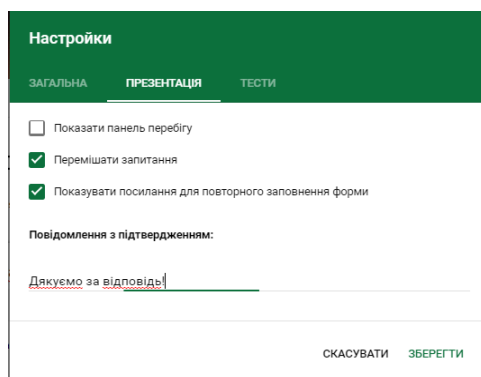 Настройки
ЗАГАЛЬНА ПРЕЗЕНТАЦІЯ ТЕСТИ
Показати панель перебігу
Перемішати запитання
Показувати посилання для повторного заповнення форми
Повідомлення з підтвердженням:
Дякуємо за відповідь!
СКАСУВАТИ ЗБЕРЕГТИ